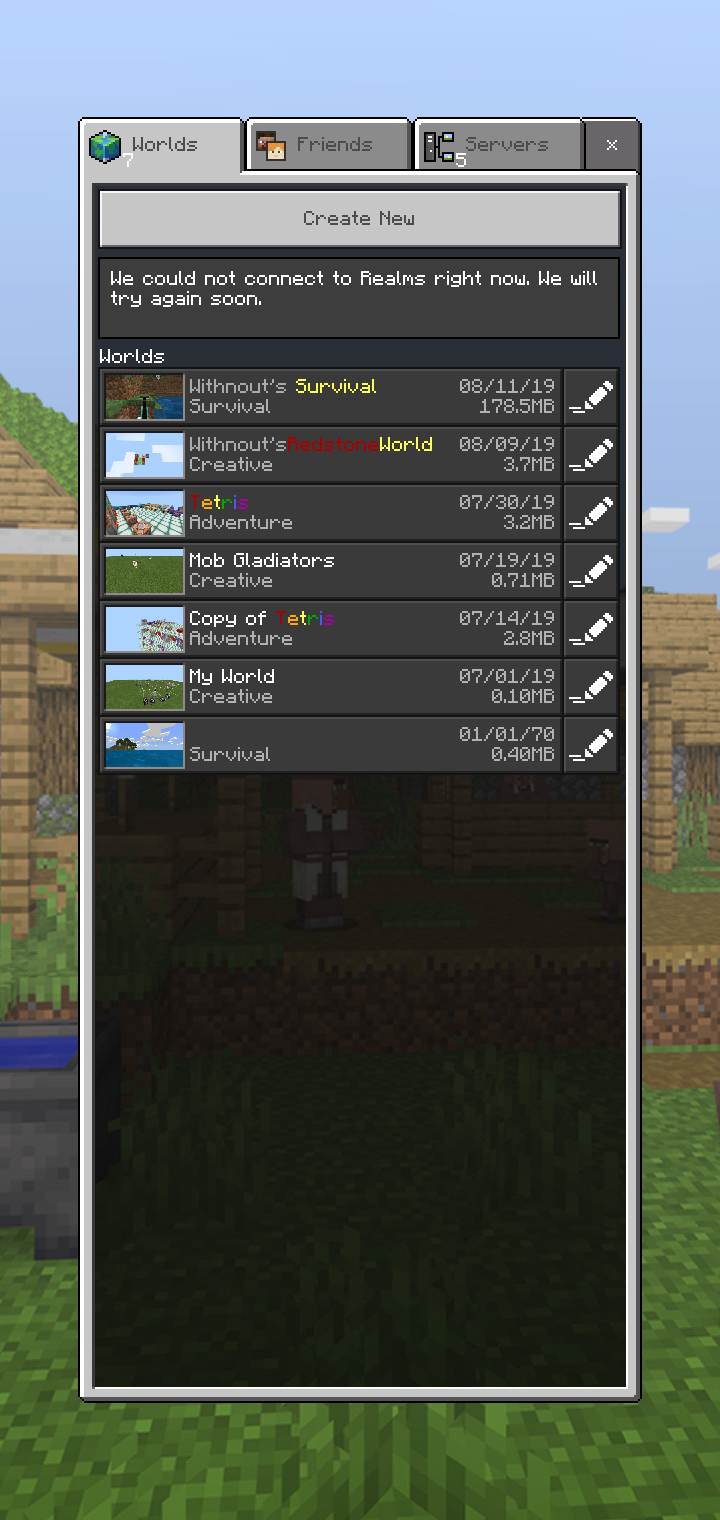 Worlds
7
Friends
Servers
5
Create New
We could not connect to Realms right now. We will
try again soon.
Worlds
Withnout's Survival 08/11/19
Survival 178.5MB
Withnout'sRedstoneWorld 08/09/19
Creative 3.7MB
Tetris 07/30/19
Adventure 3.2MB
Mob Gladiators 07/19/19
Creative 0.71MB
Copy of Tetris 07/14/19
Adventure 2.8MB
My World 07/01/19
Creative 0.10MB
01/01/70
Survival 0.40MB